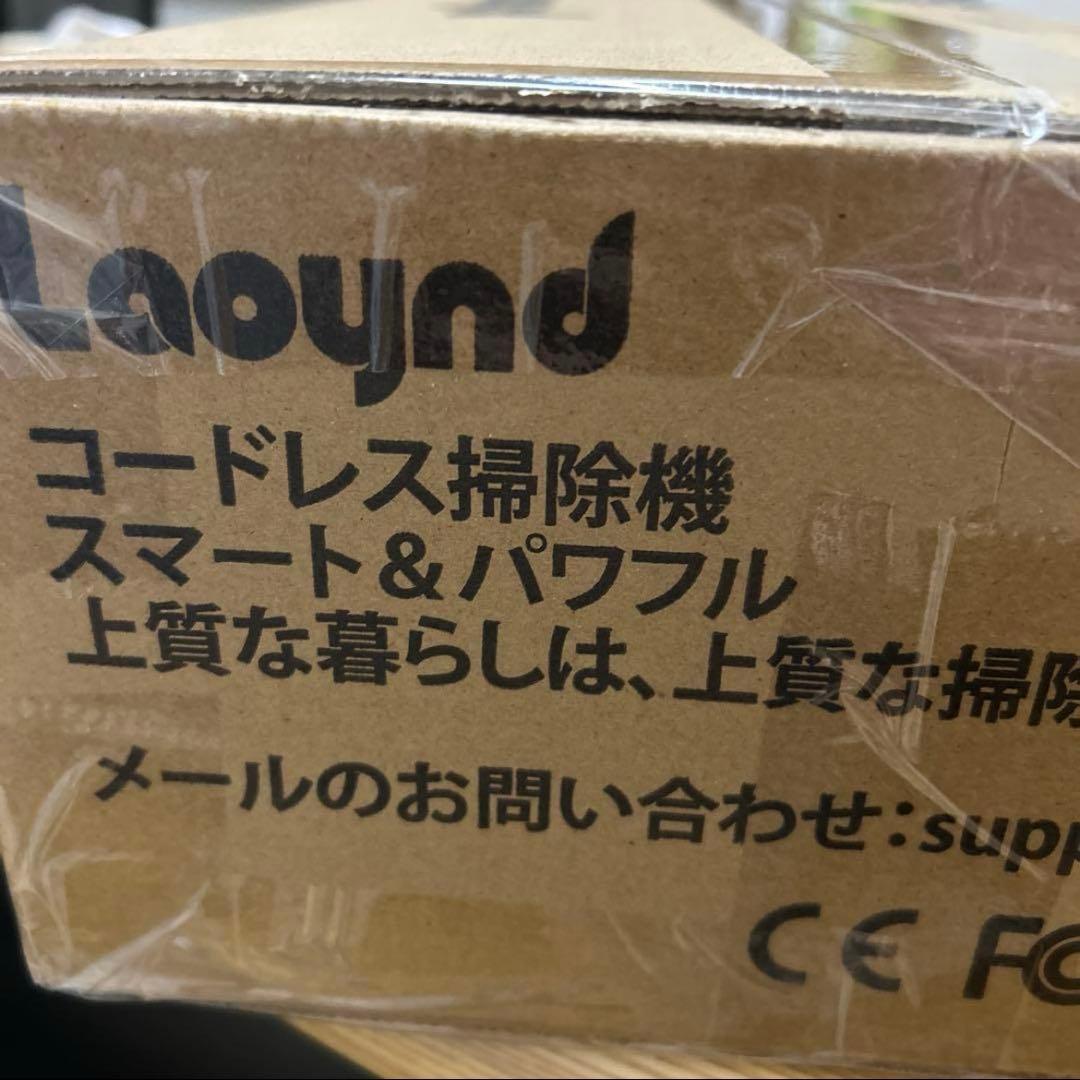 Laoynd
コードレス掃除機
スマート&パワフル
上質な暮らしは、上質な掃除
メールのお問い合わせ:supp
CE FC